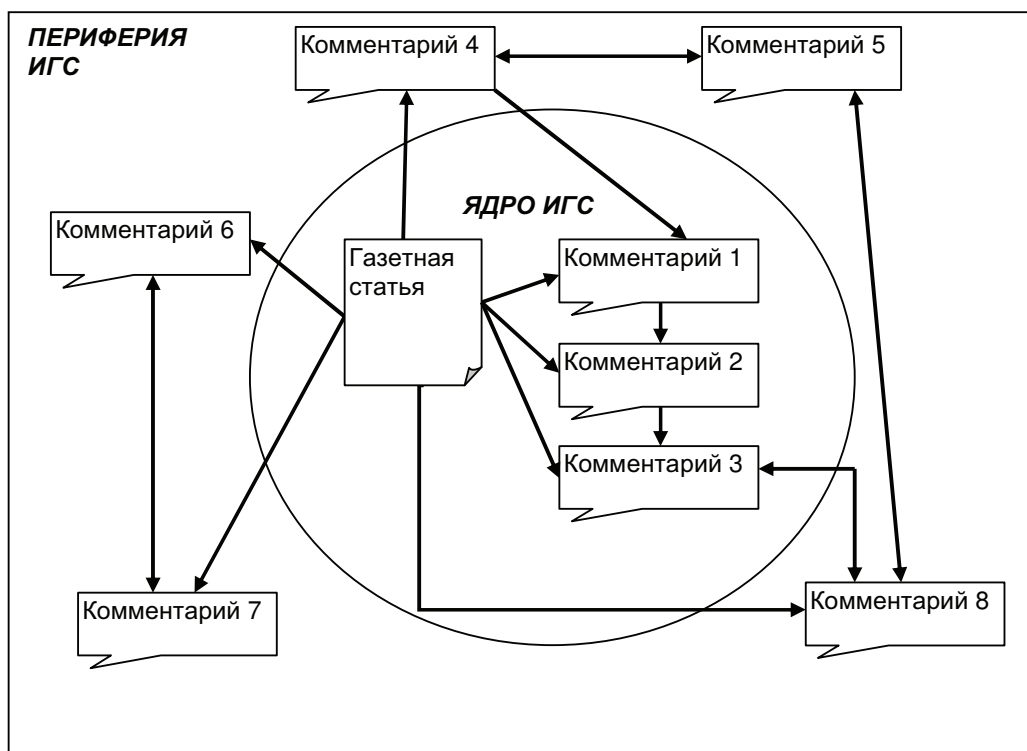 ПЕРИФЕРИЯ
ИГС
Комментарий 4
Комментарий 5
ЯДРО ИГС
Комментарий 6
Газетная
статья
Комментарий 1
Комментарий 2
Комментарий 3
Комментарий 7
Комментарий 8